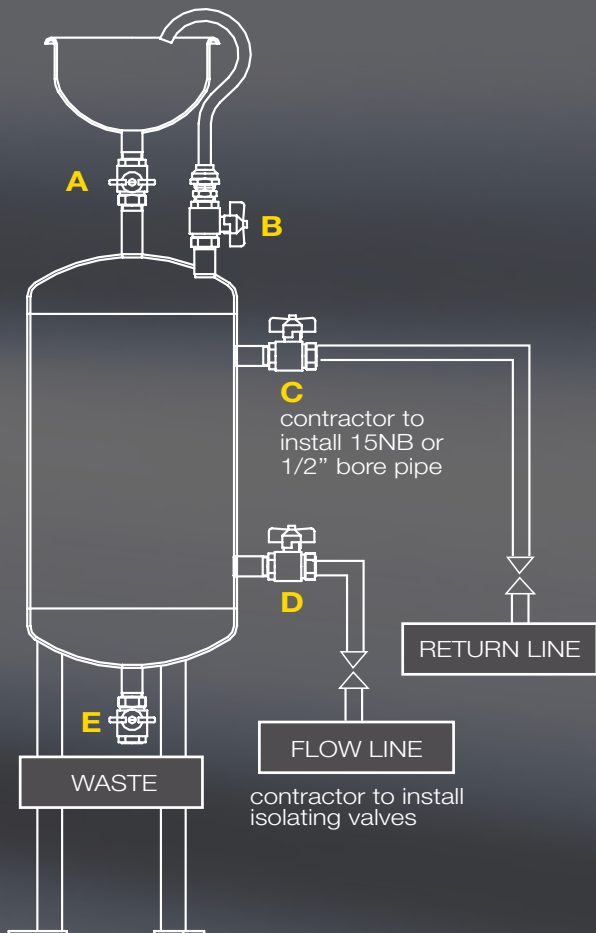 A
B
C
contractor to
install 15NB or
1/2” bore pipe
D
RETURN LINE
E
FLOW LINE
WASTE
contractor to install
isolating valves